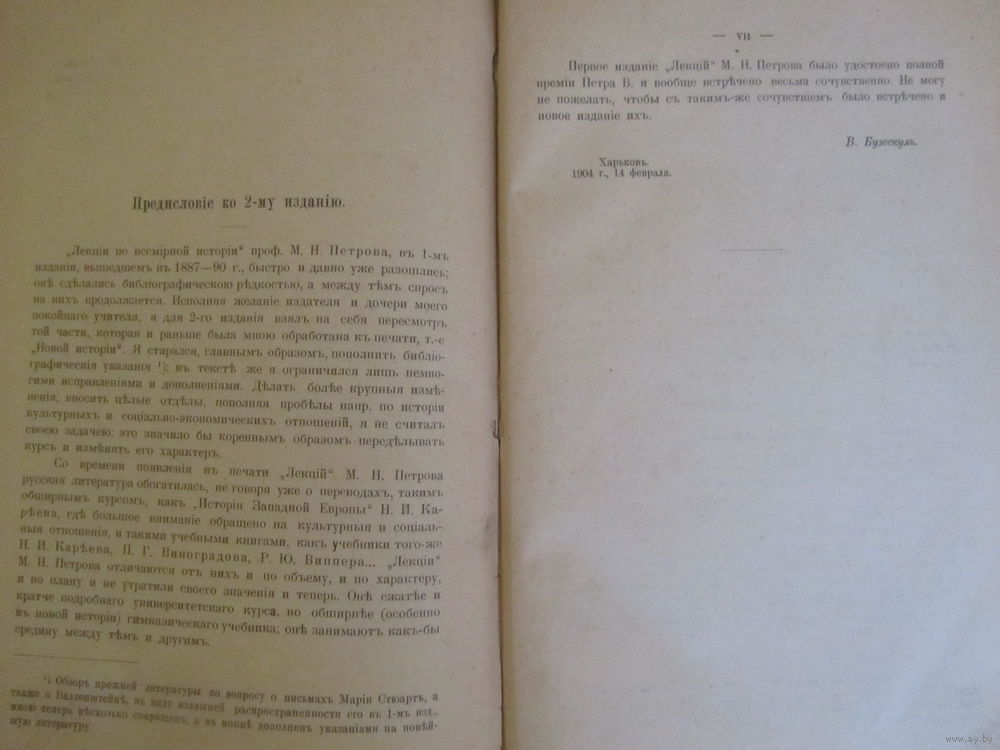 Предисловіе ко 2-му изданію.
„Лекціи по всемірной исторіи“ проф. М. Н. Петрова, въ 1-мъ
изданіи, вышедшемъ въ 1887—90 г., быстро и давно уже разошлись;
онѣ сдѣлались библіографическою рѣдкостью, а между тѣмъ спросъ
на нихъ продолжается. Исполняя желаніе издателя и дочери моего
покойнаго учителя, я для 2-го изданія взялъ на себя пересмотръ
той части, которая и раньше была мною обработана къ печати, т.-е
„Новой исторіи“. Я старался, главнымъ образомъ, пополнить библіо-
графическія указанія ¹); въ текстѣ же я ограничился лишь немно-
гими исправленіями и дополненіями. Дѣлать болѣе крупныя измѣ-
ненія, вносить цѣлые отдѣлы, пополняя пробѣлы напр. по исторіи
культурныхъ и соціально-экономическихъ отношеній, я не считалъ
своею задачею: это значило бы кореннымъ образомъ передѣлывать
курсъ и измѣнять его характеръ.
Со времени появленія въ печати „Лекцій“ М. Н. Петрова
русская литература обогатилась, не говоря уже о переводахъ, такимъ
обширнымъ курсомъ, какъ „Исторія Западной Европы“ Н. И. Ка-
рѣева, гдѣ большое вниманіе обращено на культурныя и соціаль-
ныя отношенія, и такими учебными книгами, какъ учебники того-же
Н. И. Карѣева, П. Г. Виноградова, Р. Ю. Виппера... „Лекціи“
М. Н. Петрова отличаются отъ нихъ и по объему, и по характеру,
и по плану и не утратили своего значенія и теперь. Онѣ сжатѣе и
кратче подробнаго университетскаго курса, но обширнѣе (особенно
въ новой исторіи) гимназическаго учебника; онѣ занимаютъ какъ-бы
средину между тѣмъ и другимъ.
¹) Обзоръ прежней литературы по вопросу о письмахъ Маріи Стюартъ, а
также о Валленштейнѣ, въ виду излишней распространенности его въ 1-мъ изд.,
мною теперь нѣсколько сокращенъ, а въ концѣ дополненъ указаніями на новѣй-
шую литературу.
— VII —
Первое изданіе „Лекцій“ М. Н. Петрова было удостоено полной
преміи Петра В. и вообще встрѣчено весьма сочувственно. Не могу
не пожелать, чтобы съ такимъ-же сочувствіемъ было встрѣчено и
новое изданіе ихъ.
В. Бузескулъ.
Харьковъ.
1904 г., 14 февраля.
www.ay.by